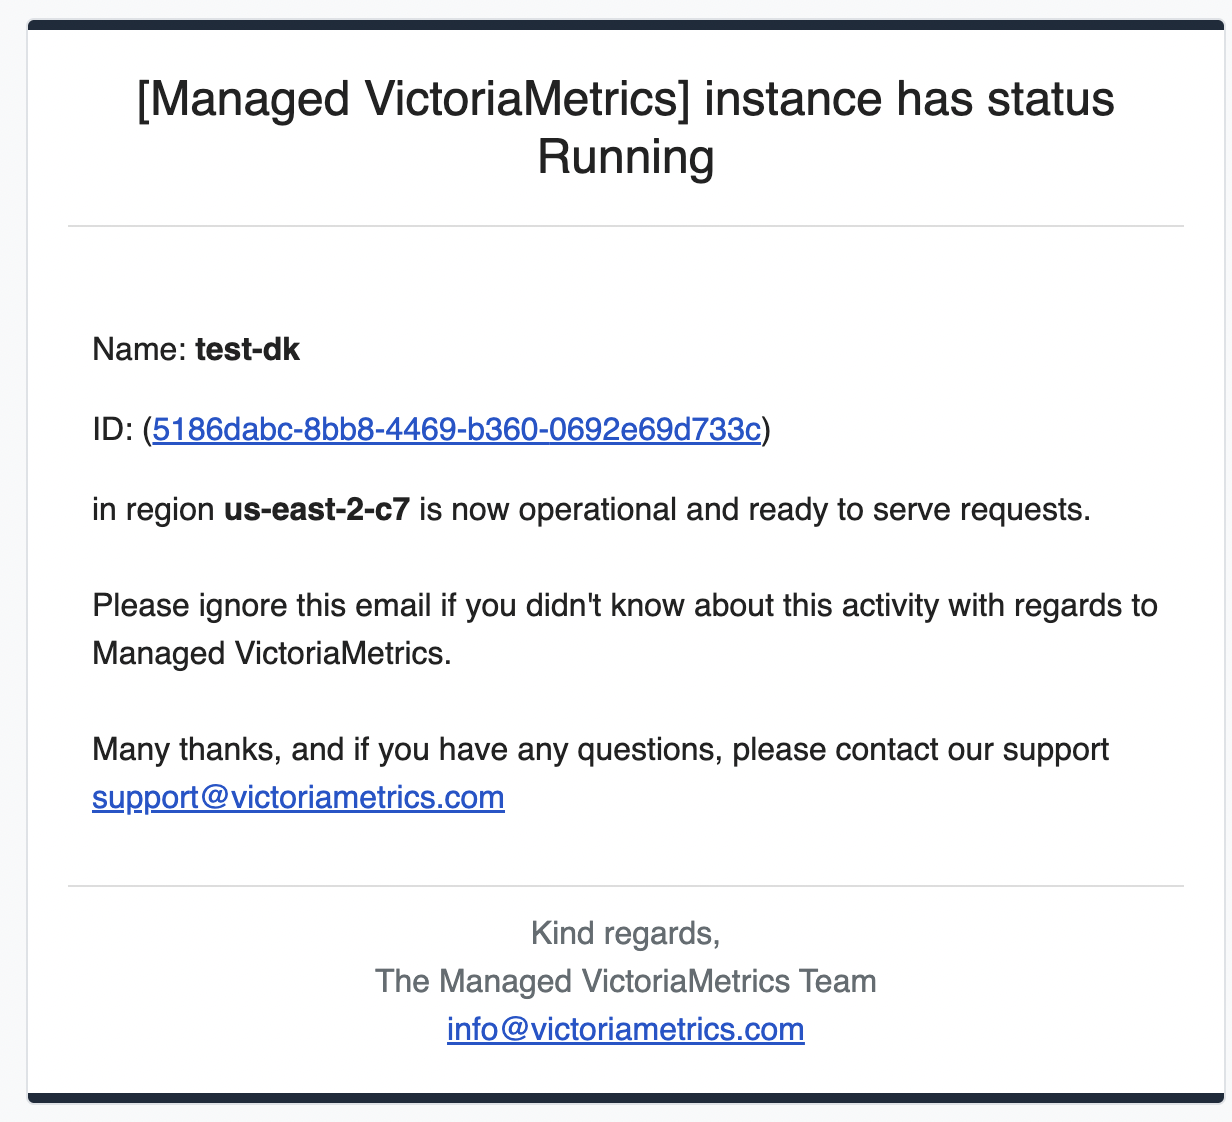 [Managed VictoriaMetrics] instance has status
Running
Name: test-dk
ID: (5186dabc-8bb8-4469-b360-0692e69d733c)
in region us-east-2-c7 is now operational and ready to serve requests.
Please ignore this email if you didn't know about this activity with regards to
Managed VictoriaMetrics.
Many thanks, and if you have any questions, please contact our support
support@victoriametrics.com
Kind regards,
The Managed VictoriaMetrics Team
info@victoriametrics.com